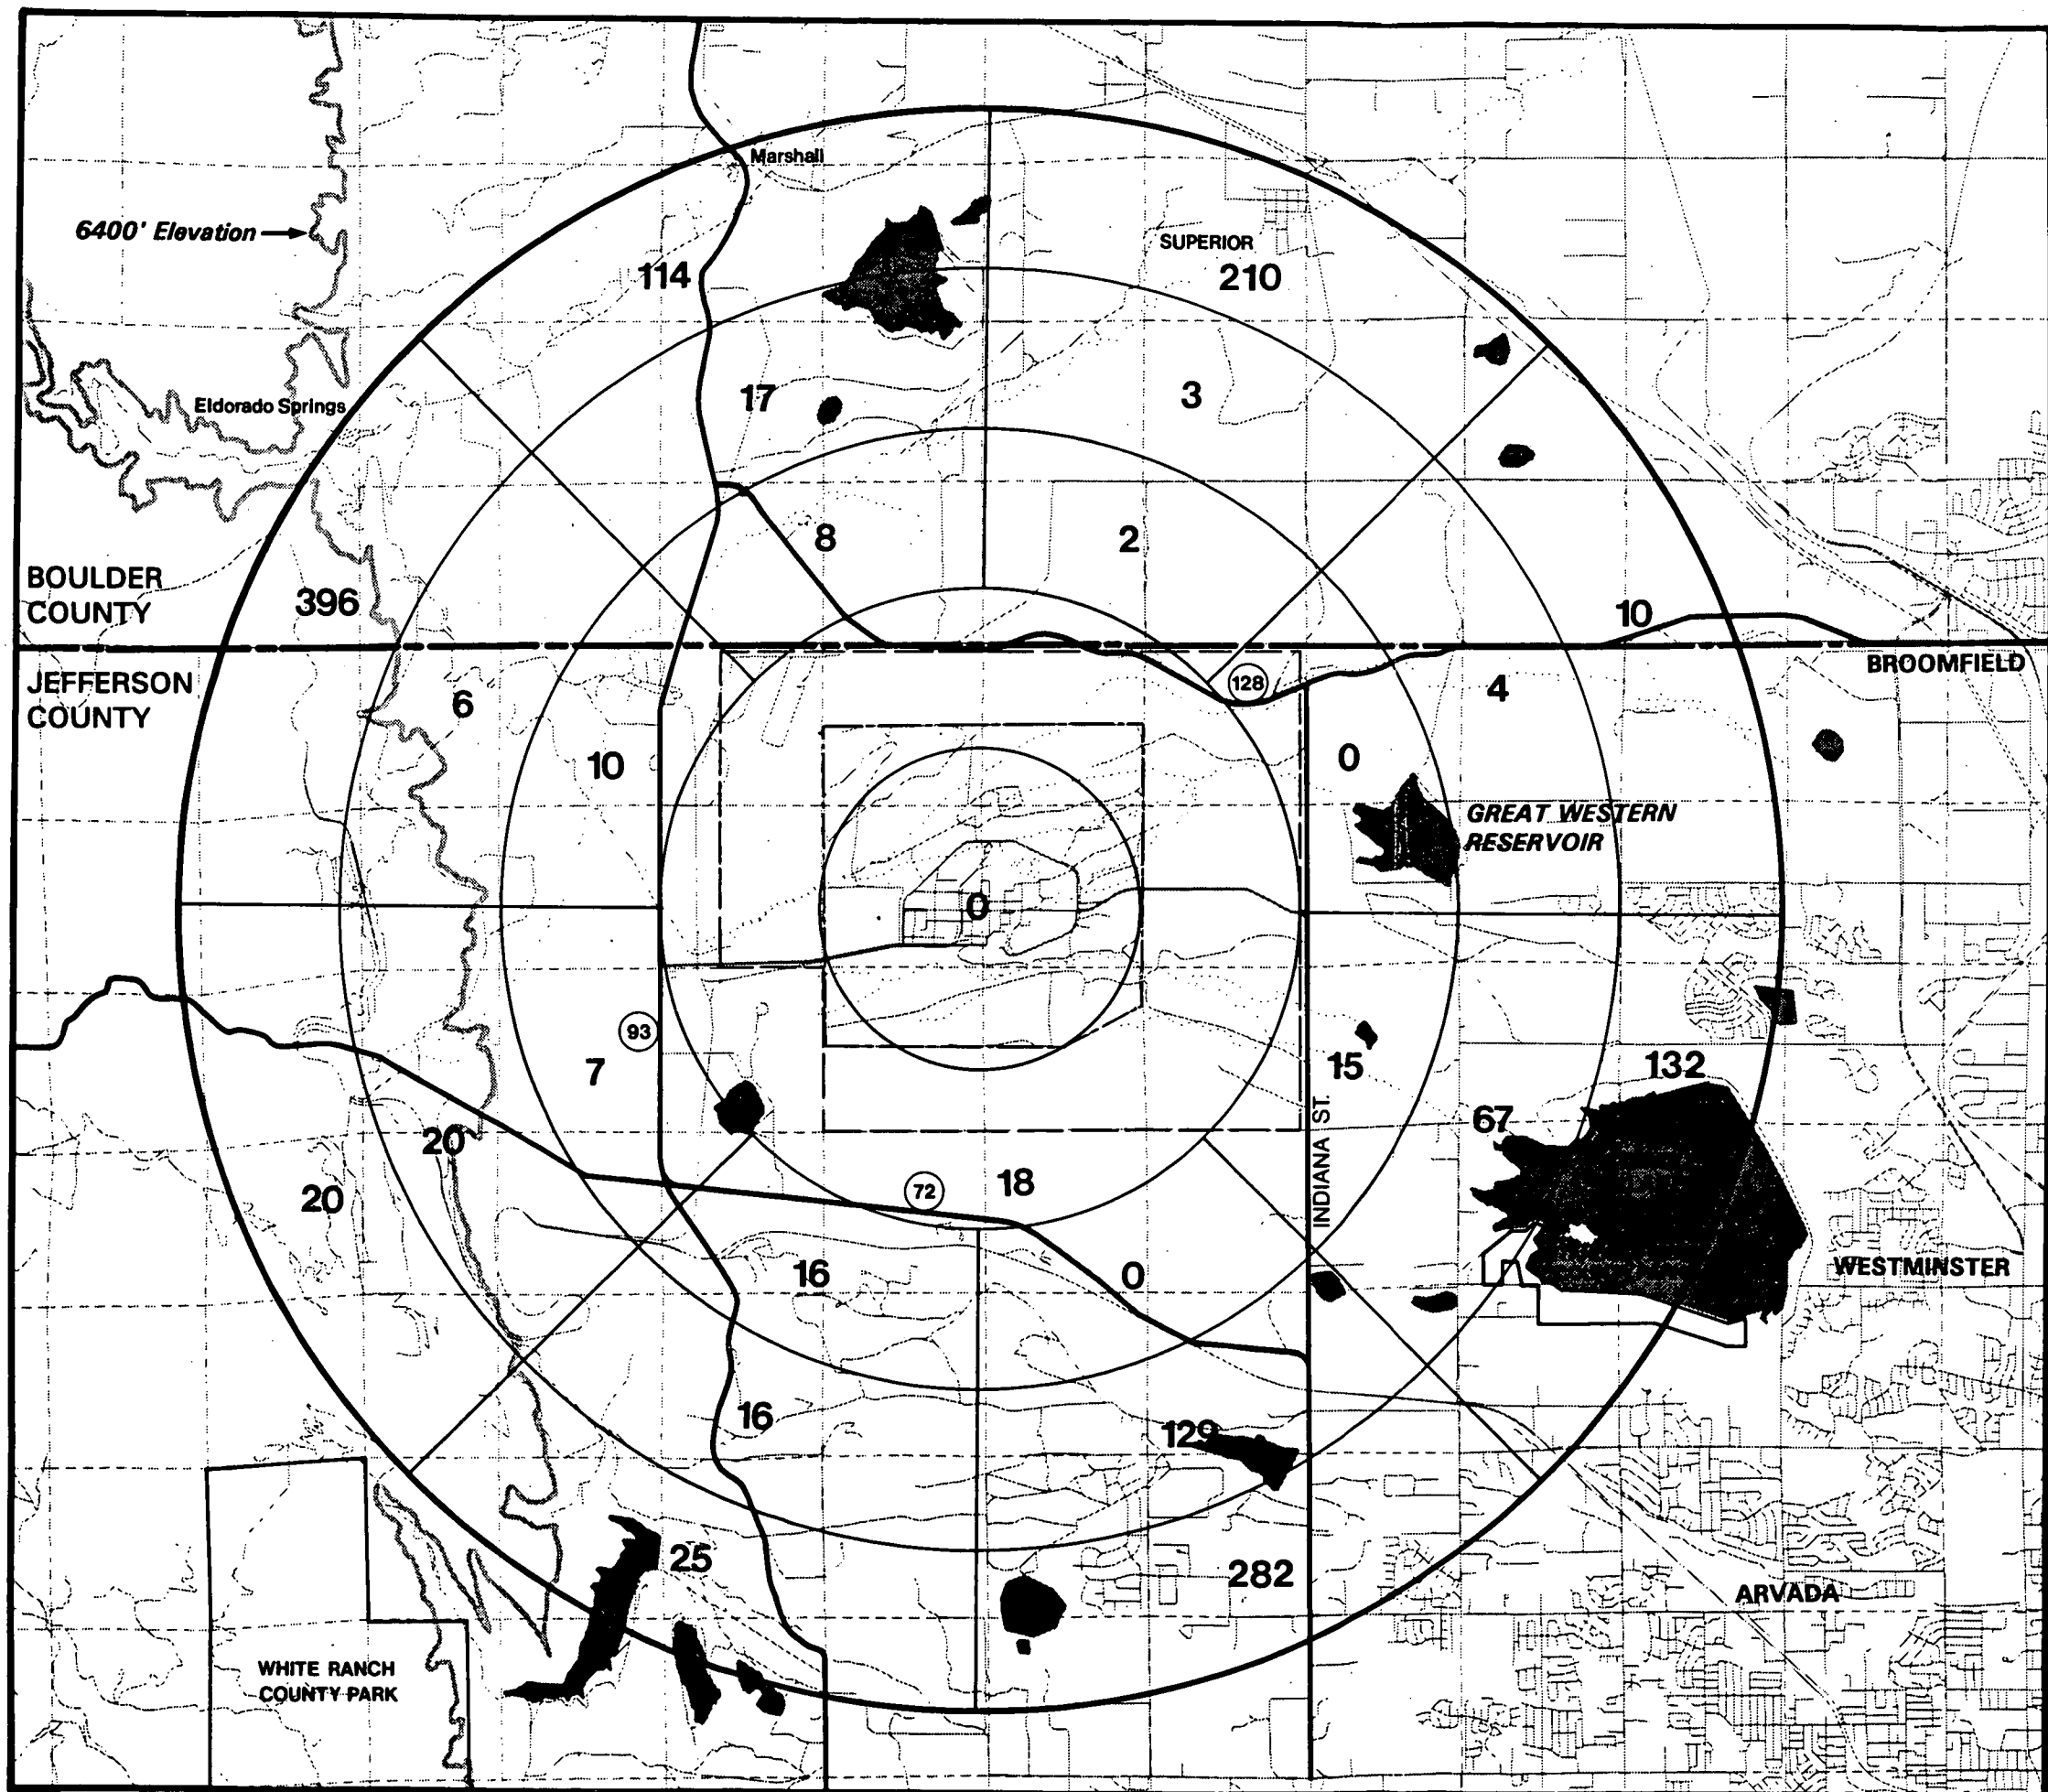 Marshall
6400' Elevation
SUPERIOR
114
210
17
3
Eldorado Springs
8
2
BOULDER
COUNTY
396
10
BROOMFIELD
JEFFERSON
COUNTY
128
6
4
10
0
GREAT WESTERN
RESERVOIR
0
93
7
15
132
67
20
20
72
18
INDIANA ST.
16
0
WESTMINSTER
16
129
25
282
ARVADA
WHITE RANCH
COUNTY PARK